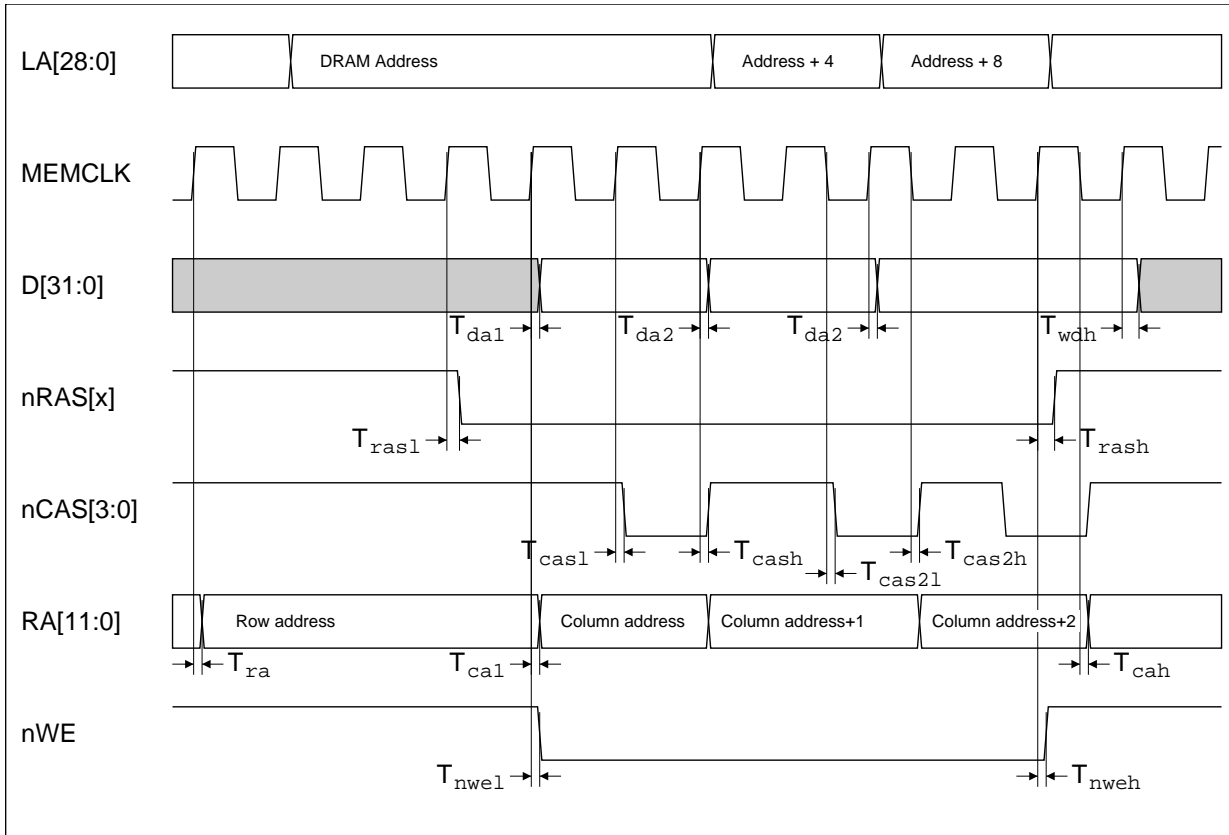 LA[28:0] DRAM Address Address + 4 Address + 8
MEMCLK
D[31:0]
Tda1 Tda2 Tda2 Twdh
nRAS[x]
Trasl Trash
nCAS[3:0]
Tcasl Tcash Tcas2l Tcas2h
RA[11:0] Row address Column address Column address+1 Column address+2
Tra Tca1 Tcah
nWE
Tnwel Tnweh